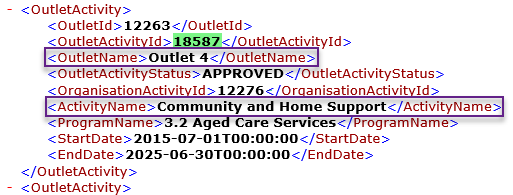 - <OutletActivity>
<OutletId>12263</OutletId>
<OutletActivityId>18587</OutletActivityId>
<OutletName>Outlet 4</OutletName>
<OutletActivityStatus>APPROVED</OutletActivityStatus>
<OrganisationActivityId>12276</OrganisationActivityId>
<ActivityName>Community and Home Support</ActivityName>
<ProgramName>3.2 Aged Care Services</ProgramName>
<StartDate>2015-07-01T00:00:00</StartDate>
<EndDate>2025-06-30T00:00:00</EndDate>
</OutletActivity>
- <OutletActivity>